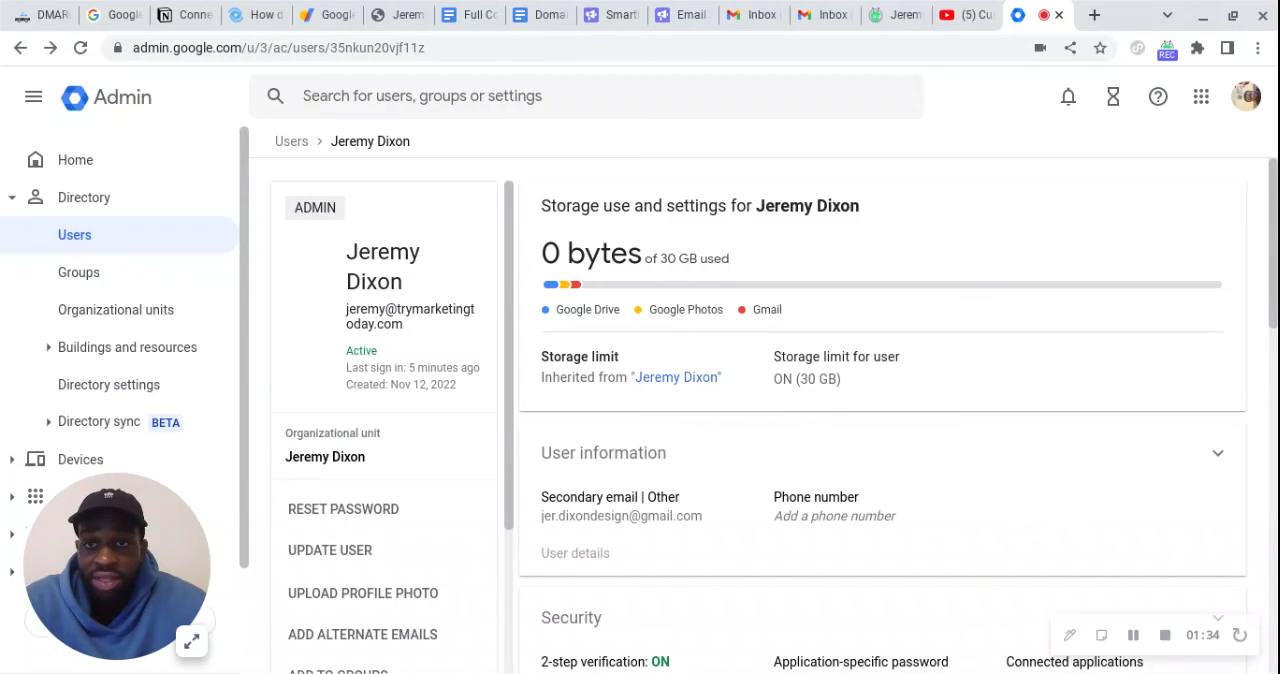 DMAR
Google
Conne
How d
Google
Jerem
Full Co
Doma
Smart
Email
Inbox
Inbox
Jerem
(5) Cu
admin.google.com/u/3/ac/users/35nkun20vjf11z
REC
Admin
Search for users, groups or settings
Home
Directory
Users
Groups
Organizational units
Buildings and resources
Directory settings
Directory sync BETA
Devices
Users > Jeremy Dixon
ADMIN
Jeremy
Dixon
jeremy@trymarketingt
oday.com
Active
Last sign in: 5 minutes ago
Created: Nov 12, 2022
Organizational unit
Jeremy Dixon
RESET PASSWORD
UPDATE USER
UPLOAD PROFILE PHOTO
ADD ALTERNATE EMAILS
ADD TO GROUPS
Storage use and settings for Jeremy Dixon
0 bytes of 30 GB used
Google Drive Google Photos Gmail
Storage limit
Inherited from "Jeremy Dixon"
Storage limit for user
ON (30 GB)
User information
Secondary email | Other
jer.dixondesign@gmail.com
Phone number
Add a phone number
User details
Security
2-step verification: ON
Application-specific password
Connected applications
01:34